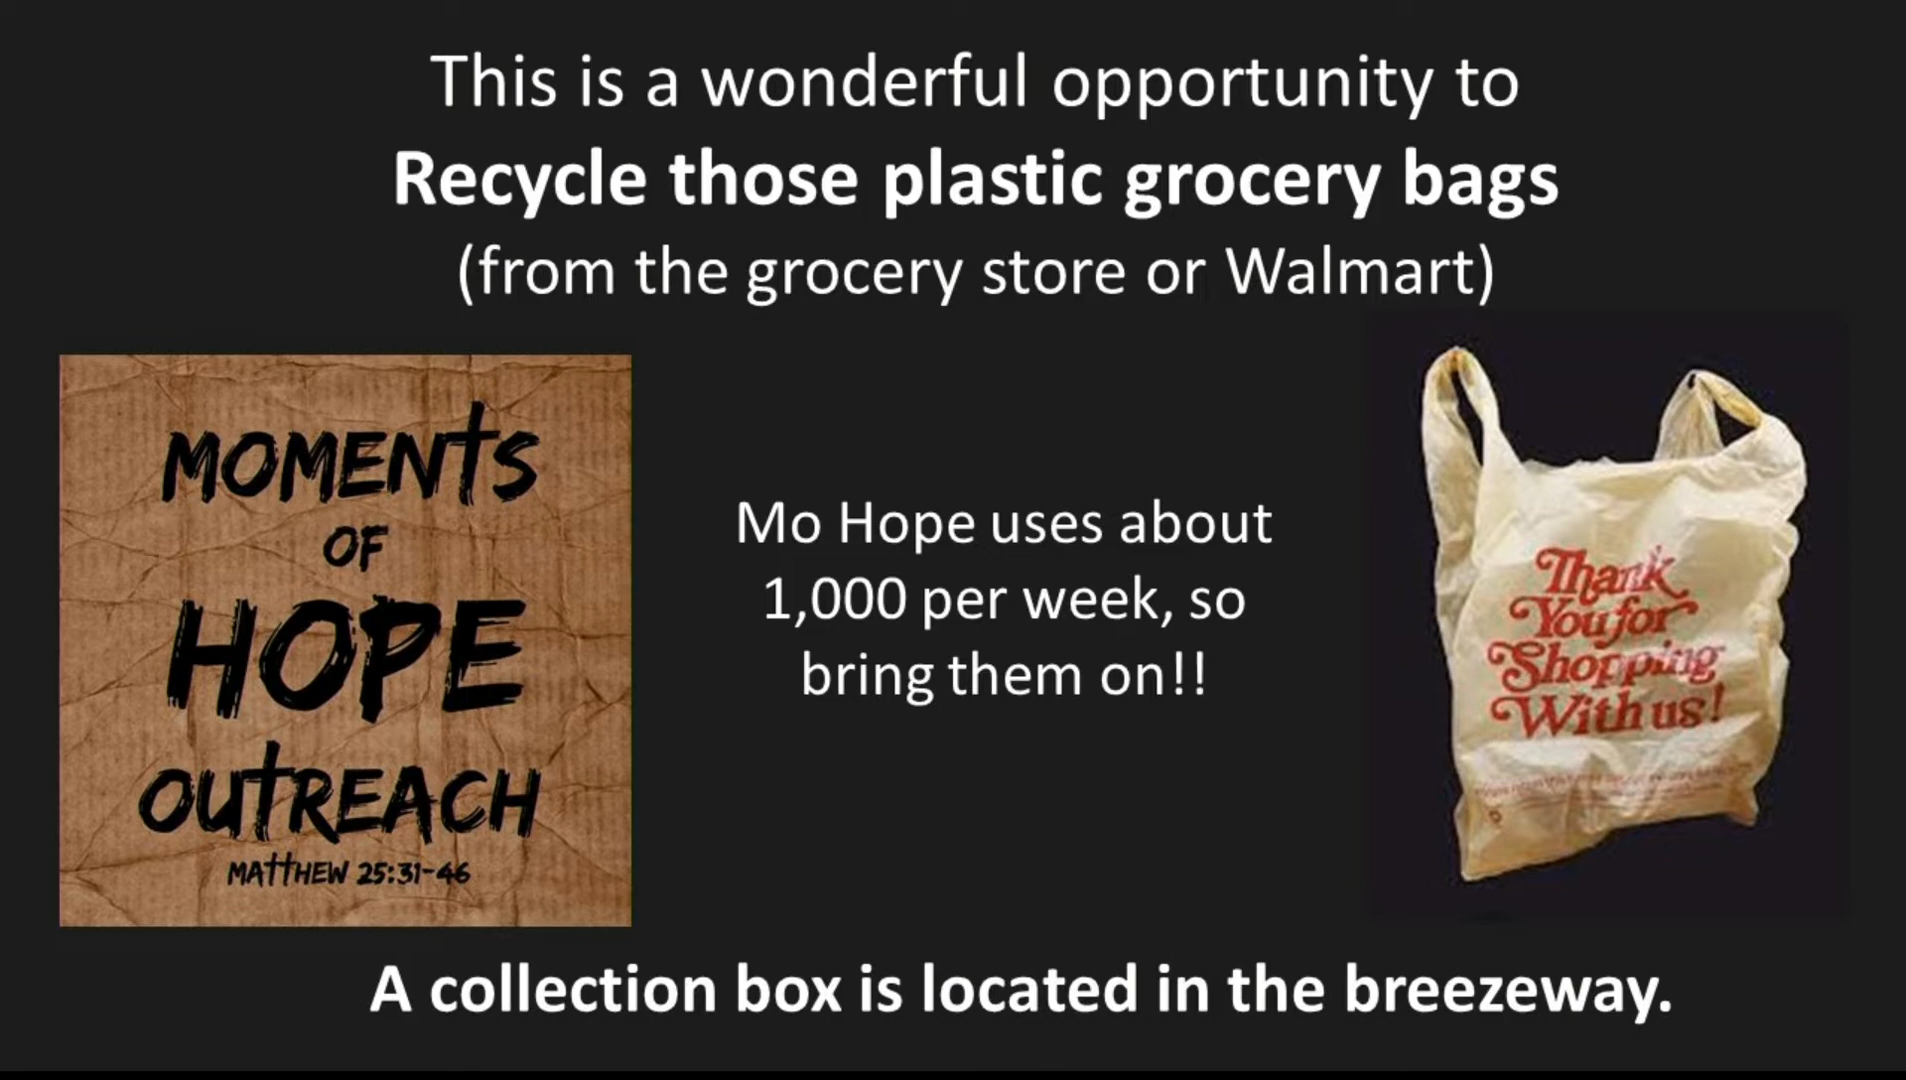 This is a wonderful opportunity to
Recycle those plastic grocery bags
(from the grocery store or Walmart)
MOMENTS
OF
HOPE
OUTREACH
MATTHEW 25:31-46
Mo Hope uses about
1,000 per week, so
bring them on!!
Thank
You for
Shopping
With us!
A collection box is located in the breezeway.